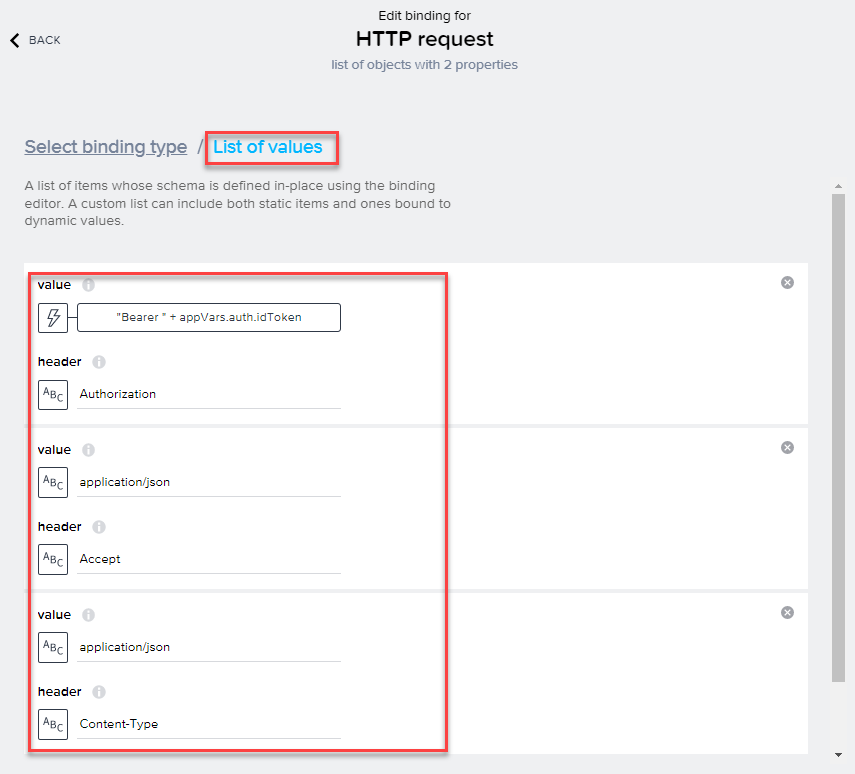 Edit binding for
BACK
HTTP request
list of objects with 2 properties
Select binding type / List of values
A list of items whose schema is defined in-place using the binding
editor. A custom list can include both static items and ones bound to
dynamic values.
value
"Bearer " + appVars.auth.idToken
header
ABC Authorization
value
ABC application/json
header
ABC Accept
value
ABC application/json
header
ABC Content-Type